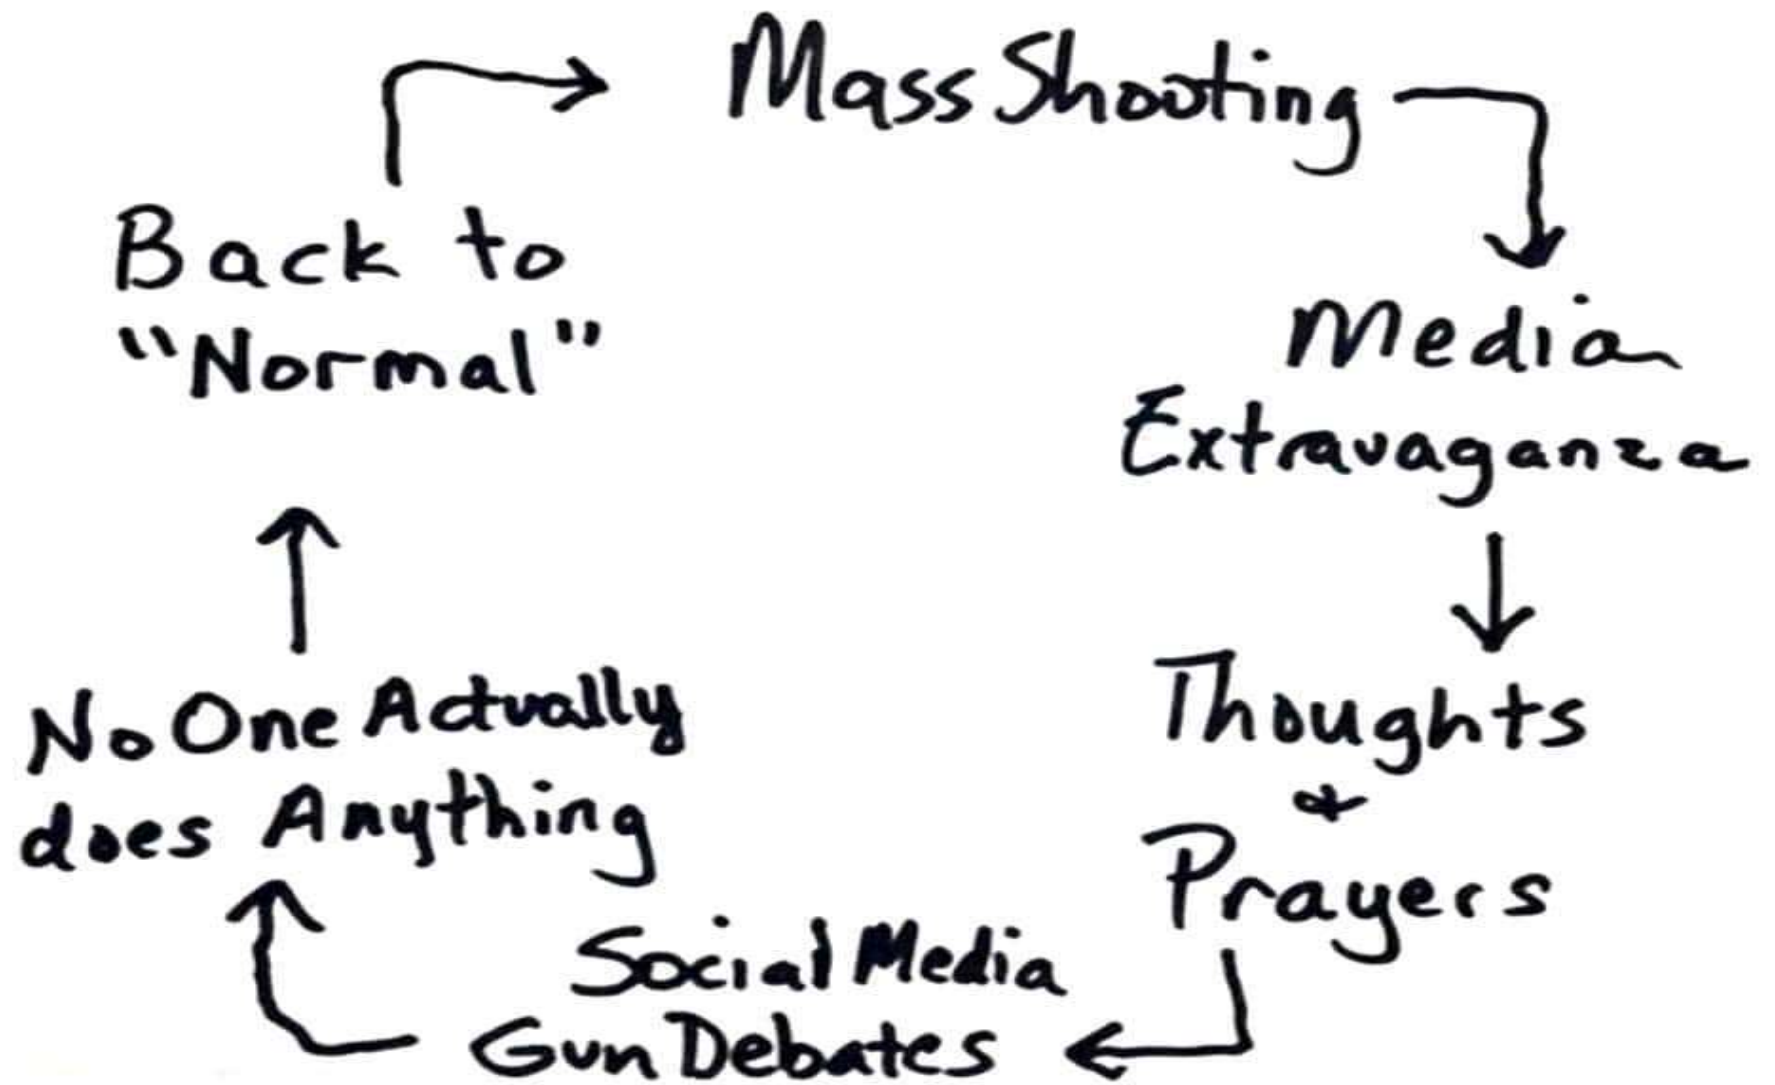 Mass Shooting
Media
Extravaganza
Thoughts
&
Prayers
Social Media
Gun Debates
No One Actually
does Anything
Back to
"Normal"